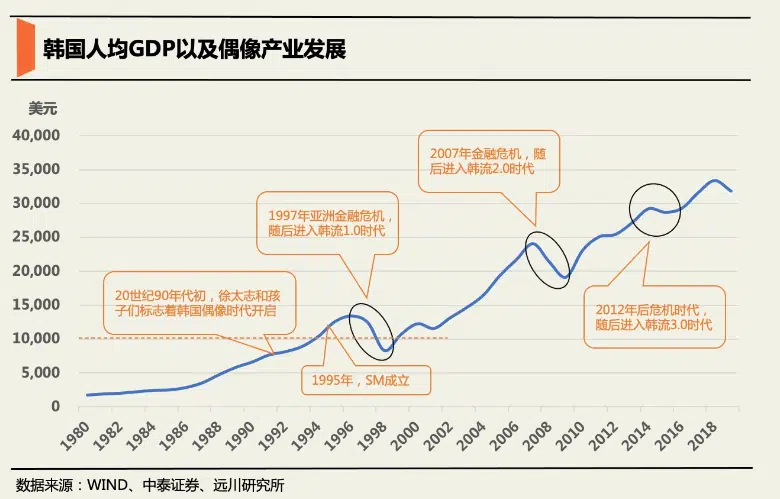 韩国人均GDP以及偶像产业发展
美元
40,000
35,000
30,000
25,000
20,000
15,000
10,000
5,000
0
2007年金融危机，随
后进入韩流2.0时代
1997年亚洲金融危机，
随后进入韩流1.0时代
20世纪90年代初，徐太志和孩
子们标志着韩国偶像时代开启
2012年后危机时代，
随后进入韩流3.0时代
1995年，SM成立
1980
1982
1984
1986
1988
1990
1992
1994
1996
1998
2000
2002
2004
2006
2008
2010
2012
2014
2016
2018
数据来源：WIND、中泰证券、远川研究所